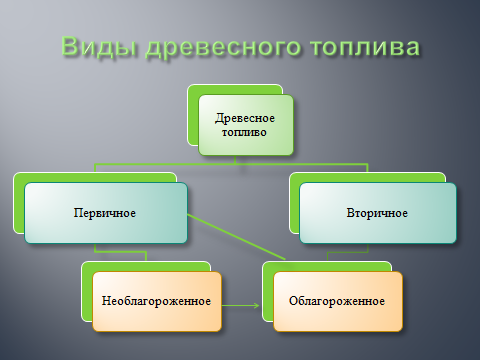 Виды древесного топлива
Древесное
топливо
Первичное
Вторичное
Необлагороженное
Облагороженное